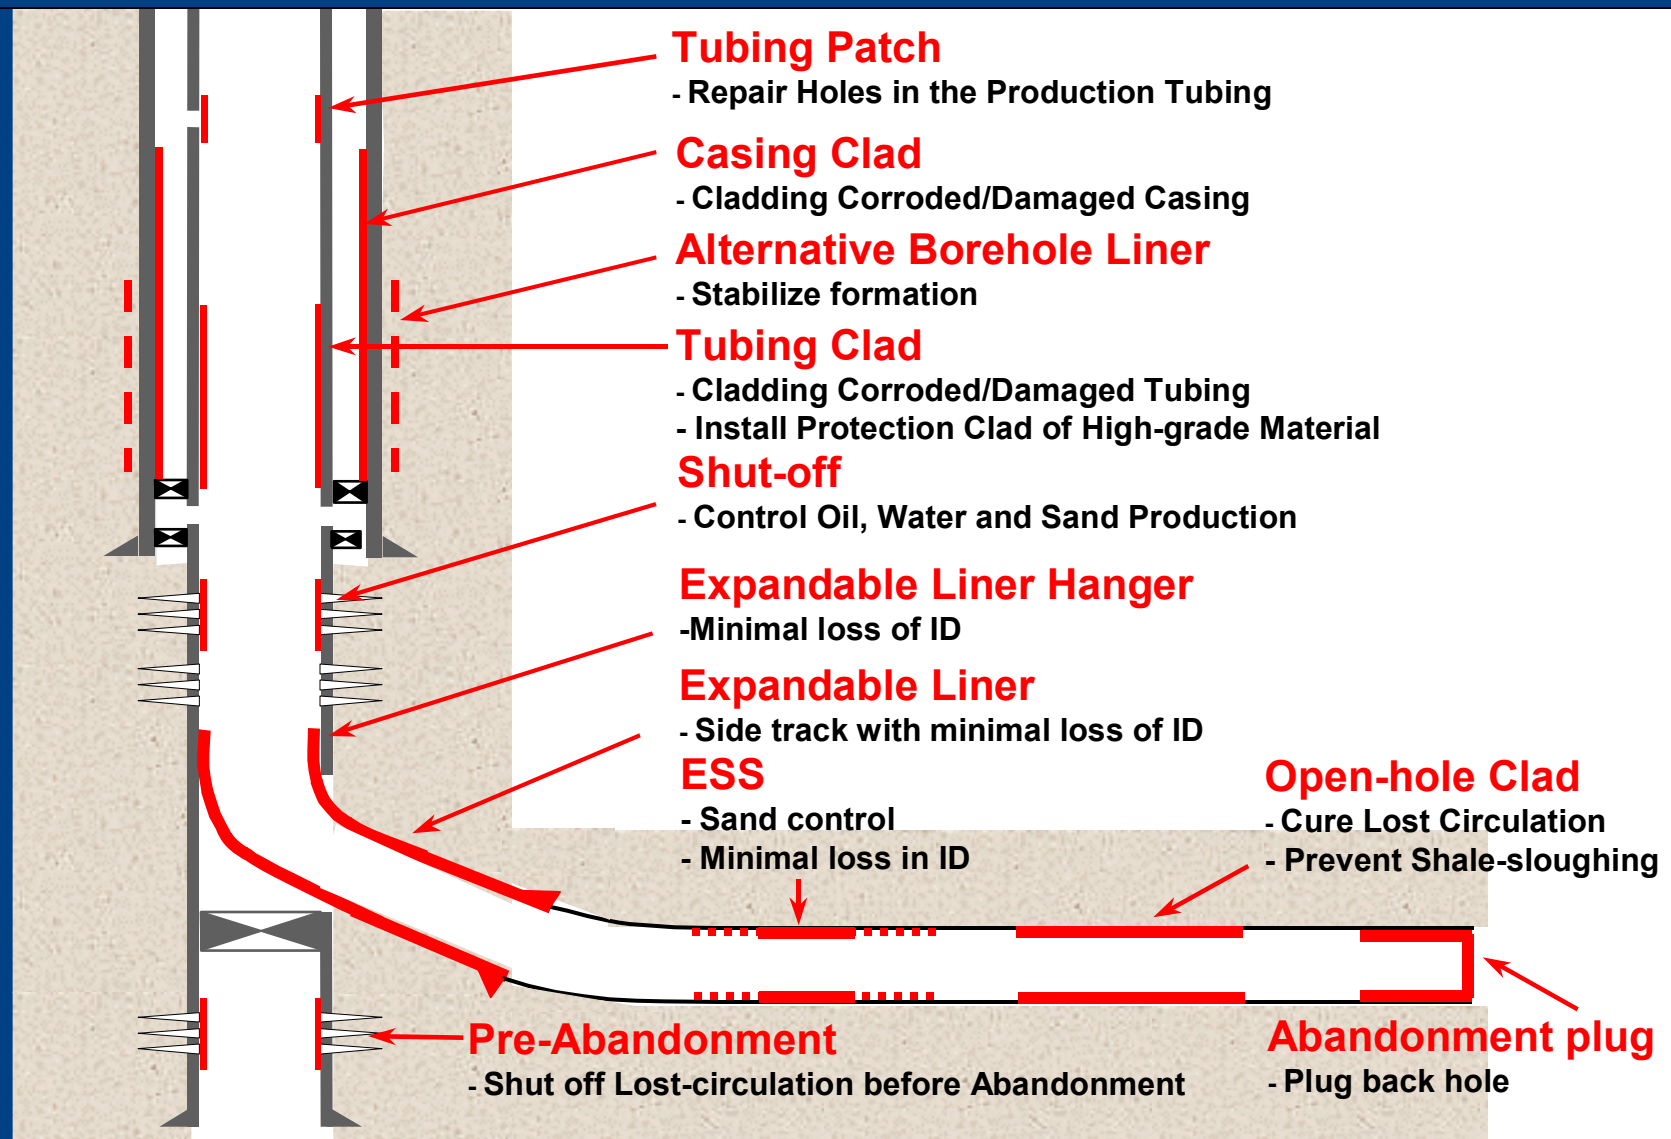 Tubing Patch
- Repair Holes in the Production Tubing
Casing Clad
- Cladding Corroded/Damaged Casing
Alternative Borehole Liner
- Stabilize formation
Tubing Clad
- Cladding Corroded/Damaged Tubing
- Install Protection Clad of High-grade Material
Shut-off
- Control Oil, Water and Sand Production
Expandable Liner Hanger
-Minimal loss of ID
Expandable Liner
- Side track with minimal loss of ID
ESS
- Sand control
- Minimal loss in ID
Open-hole Clad
- Cure Lost Circulation
- Prevent Shale-sloughing
Pre-Abandonment
- Shut off Lost-circulation before Abandonment
Abandonment plug
- Plug back hole